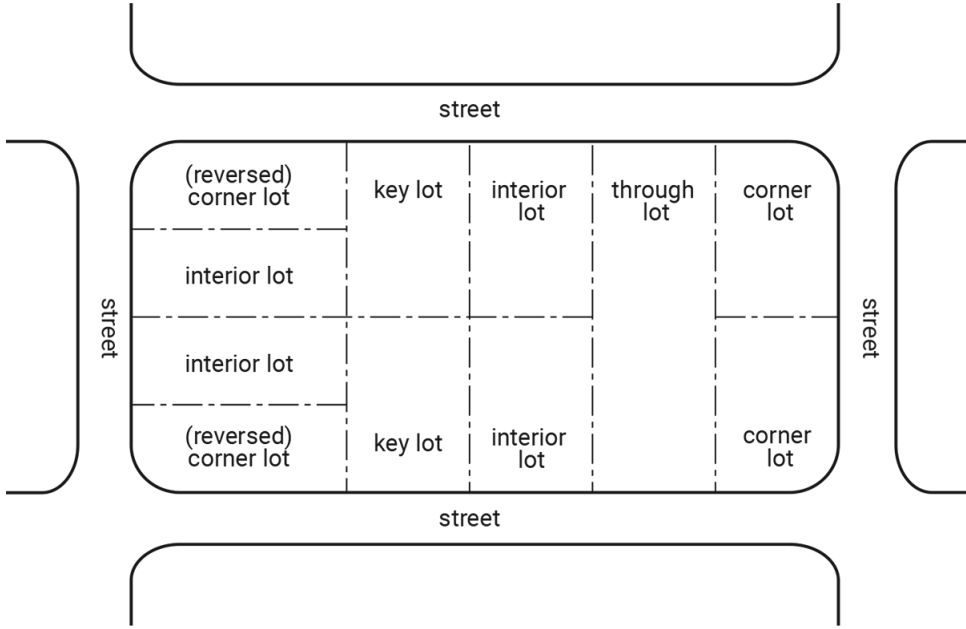 street
(reversed)
corner lot
key lot
interior
lot
through
lot
corner
lot
interior lot
street
street
interior lot
(reversed)
corner lot
key lot
interior
lot
corner
lot
street